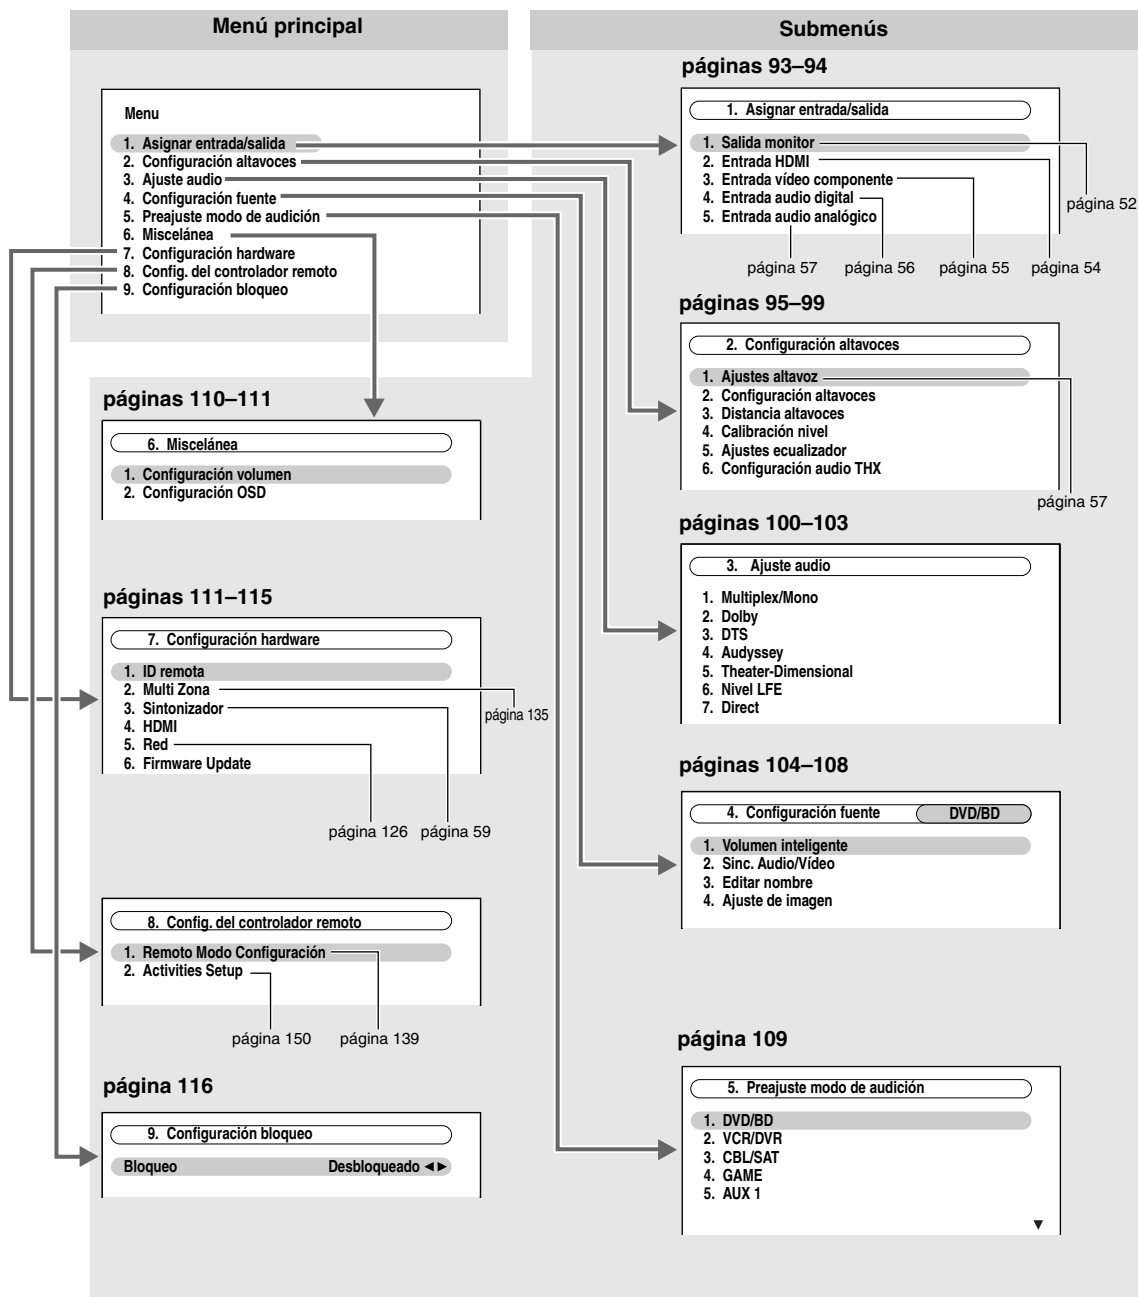 Menú principal
Menu
1. Asignar entrada/salida
2. Configuración altavoces
3. Ajuste audio
4. Configuración fuente
5. Preajuste modo de audición
6. Miscelánea
7. Configuración hardware
8. Config. del controlador remoto
9. Configuración bloqueo
páginas 110–111
6. Miscelánea
1. Configuración volumen
2. Configuración OSD
páginas 111–115
7. Configuración hardware
1. ID remota
2. Multi Zona
3. Sintonizador
4. HDMI
5. Red
6. Firmware Update
página 135
página 126
página 59
8. Config. del controlador remoto
1. Remoto Modo Configuración
2. Activities Setup
página 150
página 139
página 116
9. Configuración bloqueo
Bloqueo Desbloqueado ◄►
Submenús
páginas 93–94
1. Asignar entrada/salida
1. Salida monitor
2. Entrada HDMI
3. Entrada vídeo componente
4. Entrada audio digital
5. Entrada audio analógico
página 52
página 57
página 56
página 55
página 54
páginas 95–99
2. Configuración altavoces
1. Ajustes altavoz
2. Configuración altavoces
3. Distancia altavoces
4. Calibración nivel
5. Ajustes ecualizador
6. Configuración audio THX
página 57
páginas 100–103
3. Ajuste audio
1. Multiplex/Mono
2. Dolby
3. DTS
4. Audyssey
5. Theater-Dimensional
6. Nivel LFE
7. Direct
páginas 104–108
4. Configuración fuente DVD/BD
1. Volumen inteligente
2. Sinc. Audio/Vídeo
3. Editar nombre
4. Ajuste de imagen
página 109
5. Preajuste modo de audición
1. DVD/BD
2. VCR/DVR
3. CBL/SAT
4. GAME
5. AUX 1
▼